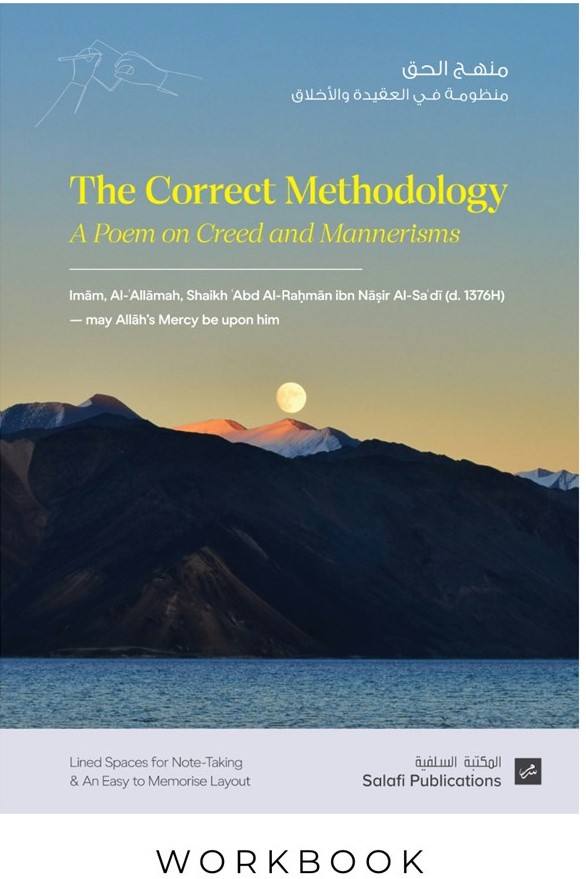 منهج الحق
منظومة في العقيدة والأخلاق
The Correct Methodology
A Poem on Creed and Mannerisms
Imām, Al-ʿAllāmah, Shaikh ʿAbd Al-Raḥmān ibn Nāṣir Al-Saʿdī (d. 1376H)
— may Allāh's Mercy be upon him
Lined Spaces for Note-Taking
& An Easy to Memorise Layout
المكتبة السلفية
Salafi Publications
WORKBOOK